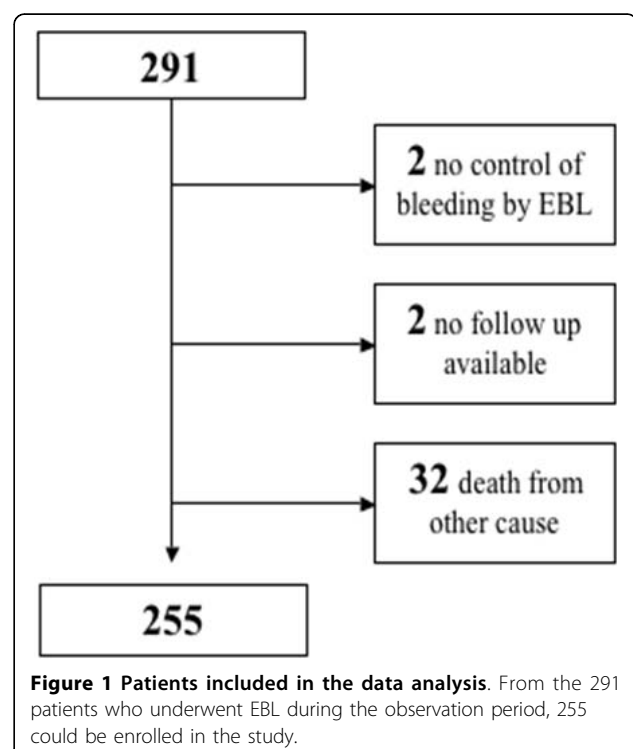 291
2 no control of
bleeding by EBL
2 no follow up
available
32 death from
other cause
255
Figure 1 Patients included in the data analysis. From the 291
patients who underwent EBL during the observation period, 255
could be enrolled in the study.